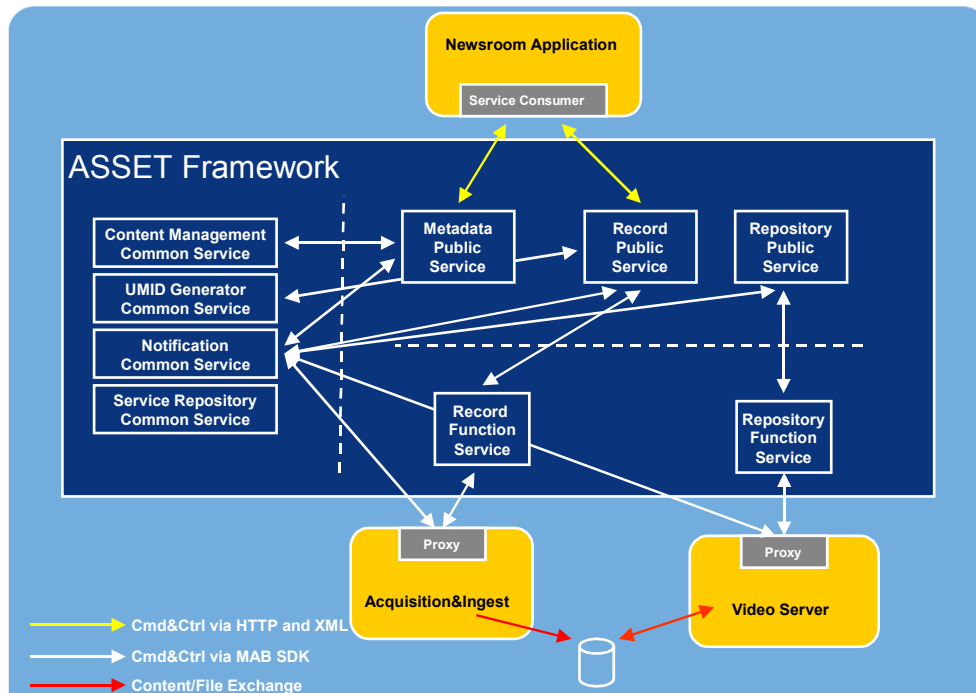 Newsroom Application
Service Consumer
ASSET Framework
Content Management
Common Service
UMID Generator
Common Service
Notification
Common Service
Service Repository
Common Service
Metadata
Public
Service
Record
Public
Service
Repository
Public
Service
Record
Function
Service
Repository
Function
Service
Proxy
Acquisition&Ingest
Proxy
Video Server
Cmd&Ctrl via HTTP and XML
Cmd&Ctrl via MAB SDK
Content/File Exchange